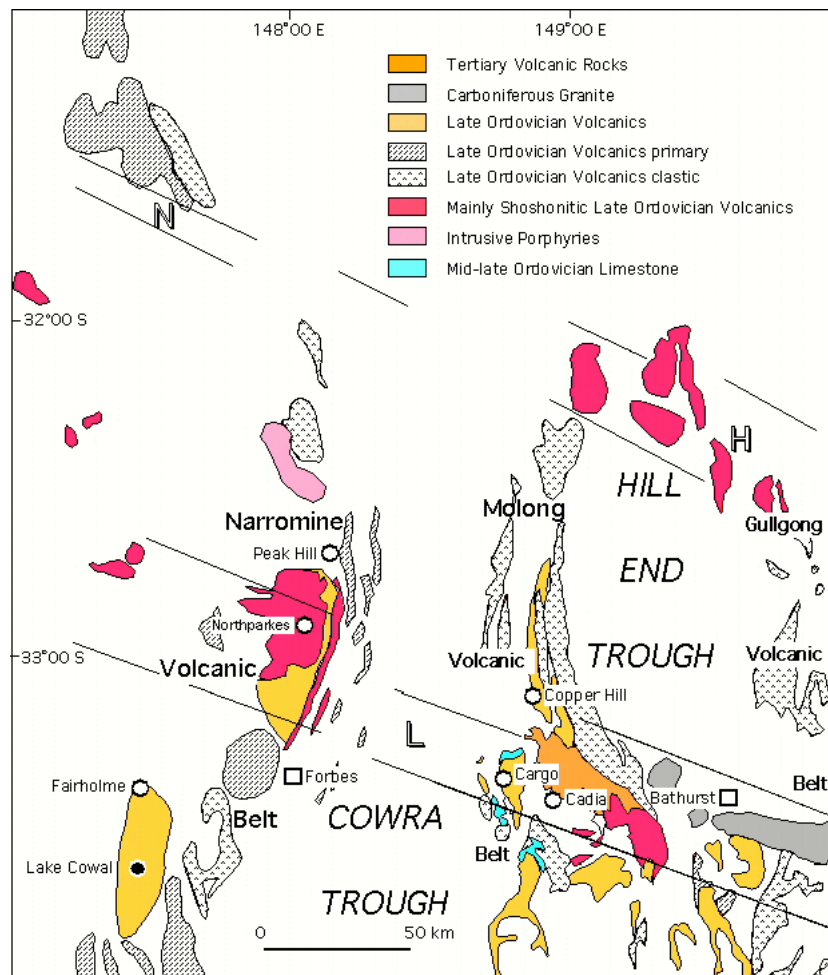 148°00 E
149°00 E
Tertiary Volcanic Rocks
Carboniferous Granite
Late Ordovician Volcanics
Late Ordovician Volcanics primary
Late Ordovician Volcanics clastic
Mainly Shoshonitic Late Ordovician Volcanics
Intrusive Porphyries
Mid-late Ordovician Limestone
N
32°00 S
H
HILL
Molong
Narromine
Gullgong
Peak Hill
END
Northparkes
TROUGH
33°00 S
Volcanic
Volcanic
Volcanic
Copper Hill
L
Forbes
Cargo
Fairholme
Cadia
Bathurst
Belt
Belt
COWRA
Belt
Lake Cowal
TROUGH
0
50 km